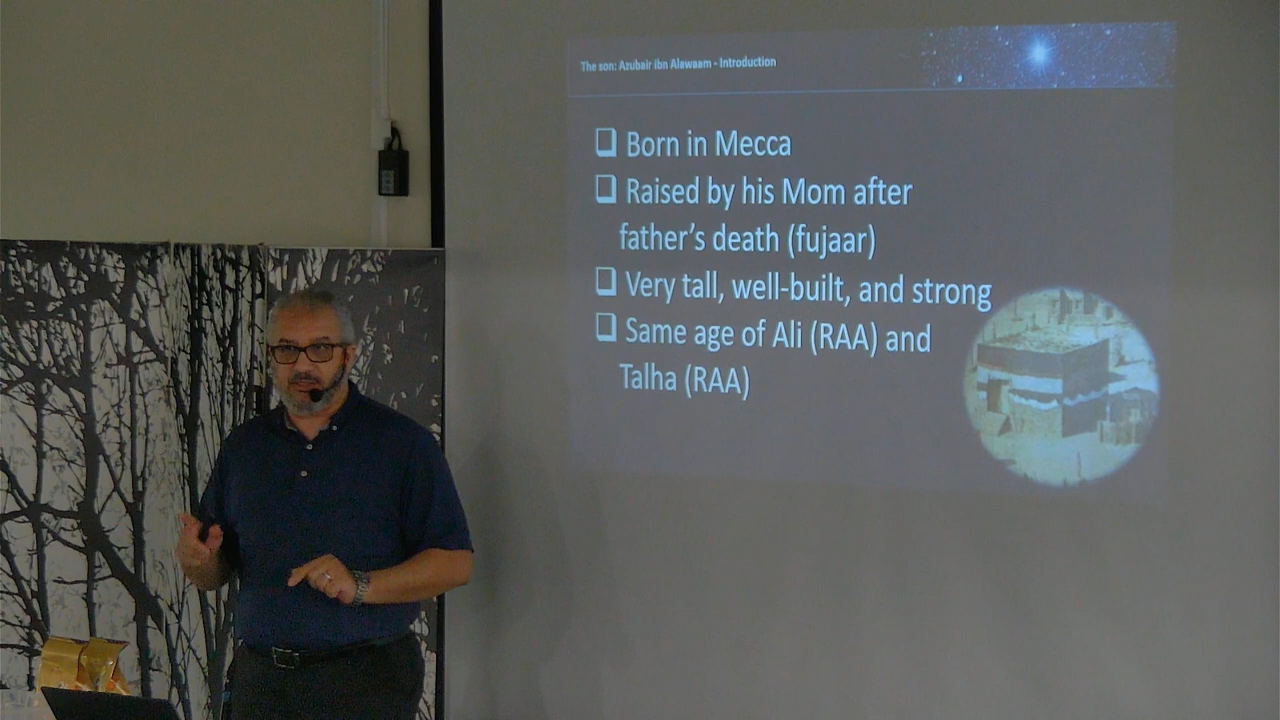 The son: Azubair ibn Alawaam - Introduction
❑ Born in Mecca
❑ Raised by his Mom after
father's death (fujaar)
❑ Very tall, well-built, and strong
❑ Same age of Ali (RAA) and
Talha (RAA)